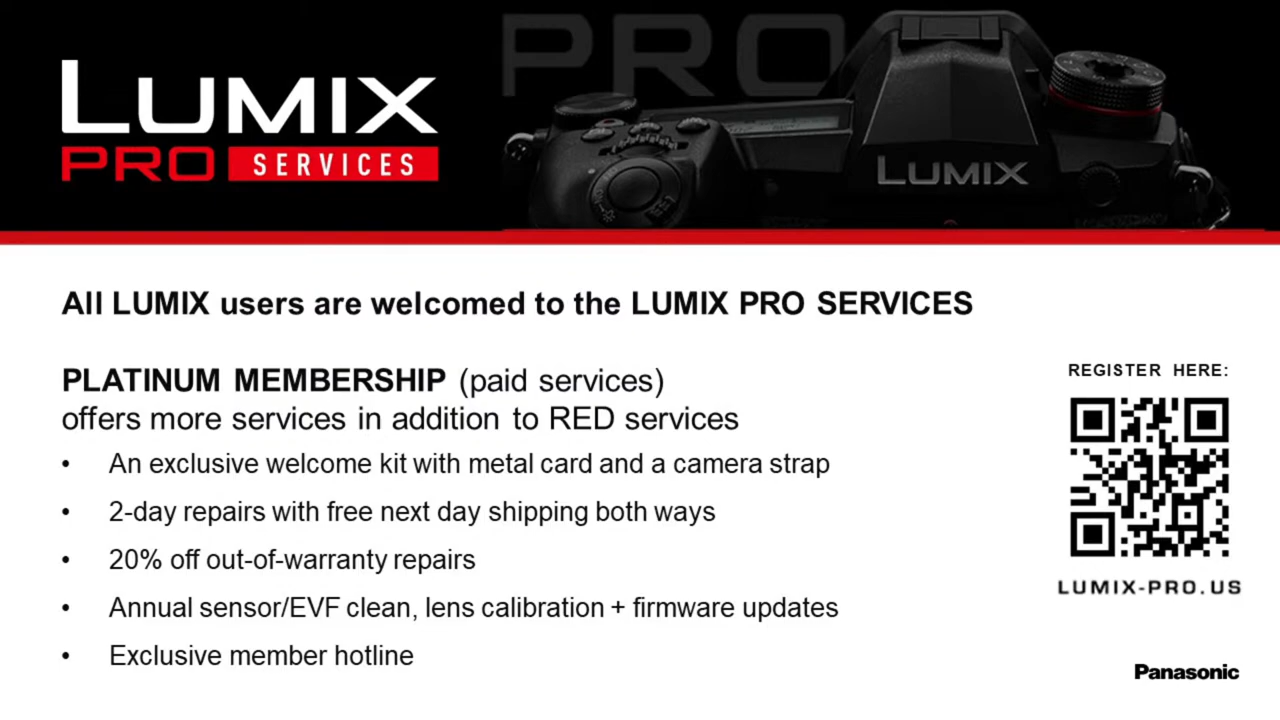 PRO
LUMIX
PRO SERVICES
LUMIX
All LUMIX users are welcomed to the LUMIX PRO SERVICES
PLATINUM MEMBERSHIP (paid services)
offers more services in addition to RED services
• An exclusive welcome kit with metal card and a camera strap
• 2-day repairs with free next day shipping both ways
• 20% off out-of-warranty repairs
• Annual sensor/EVF clean, lens calibration + firmware updates
• Exclusive member hotline
REGISTER HERE:
LUMIX-PRO.US
Panasonic